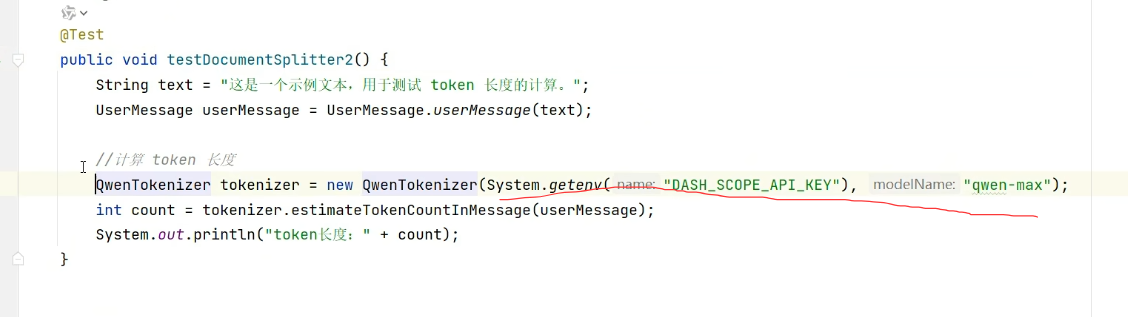 @Test
public void testDocumentSplitter2() {
String text = "这是一个示例文本，用于测试 token 长度的计算。";
UserMessage userMessage = UserMessage.userMessage(text);
//计算 token 长度
QwenTokenizer tokenizer = new QwenTokenizer(System.getenv( name: "DASH_SCOPE_API_KEY"), modelName: "qwen-max");
int count = tokenizer.estimateTokenCountInMessage(userMessage);
System.out.println("token长度：" + count);
}